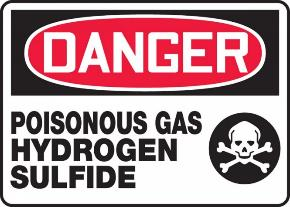 DANGER
POISONOUS GAS
HYDROGEN
SULFIDE